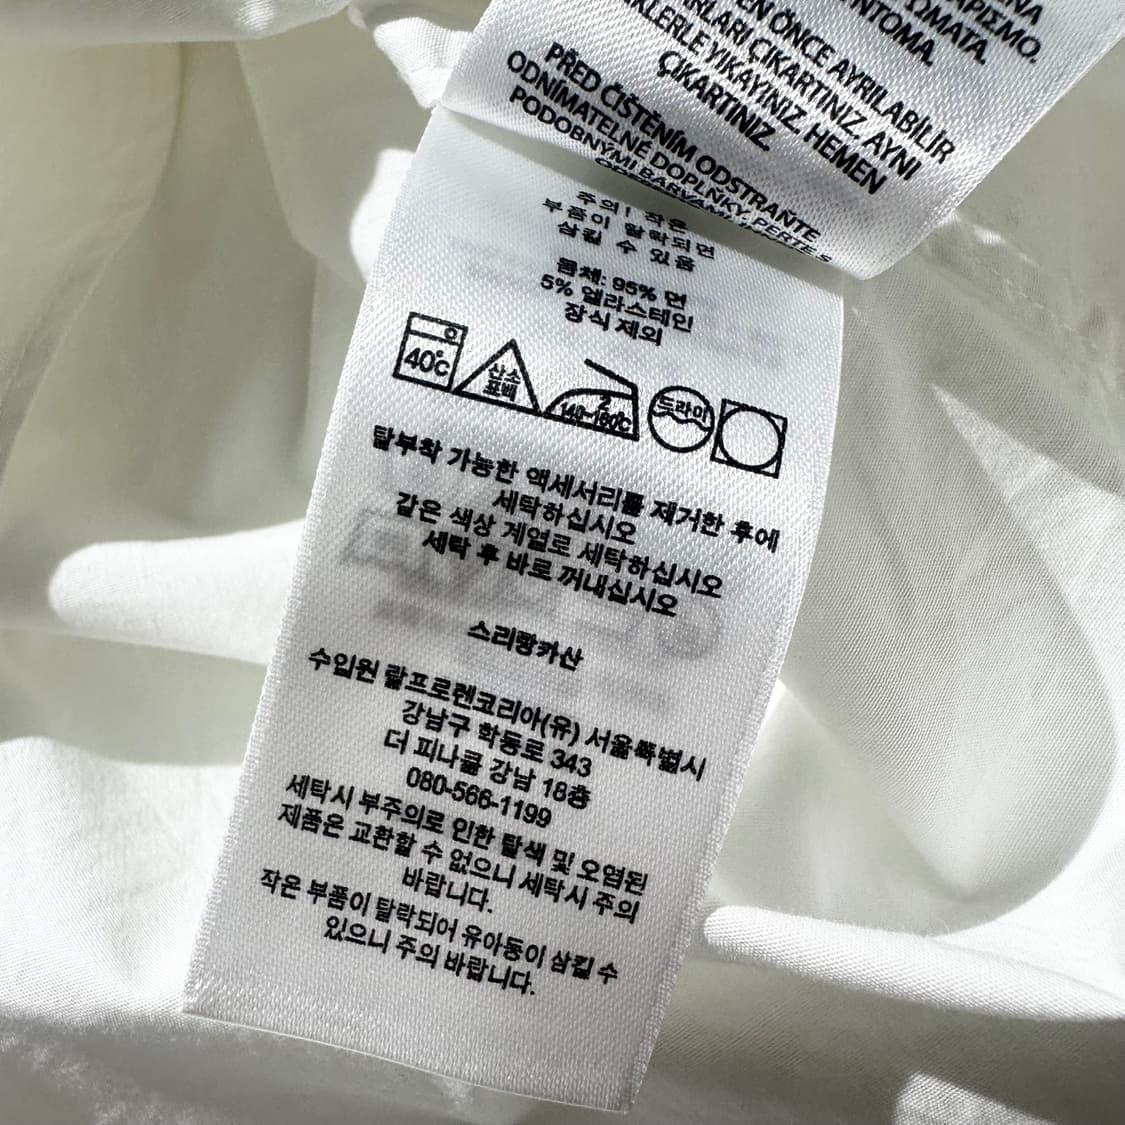 ΑΡΙΣΜΟ.
ΩΜΑΤΑ.
ΕΝΤΟΜΑ.
EN ÖNCE AYRILABİLİR
ÇIKARTINIZ. AYNI
YIKAYINIZ. HEMEN
ÇIKARTINIZ.
PŘED ČIŠTĚNÍM ODSTRAŇTE
ODNÍMATELNÉ DOPLŇKY. PERTE S
PODOBNÝMI BARVAMI.
주의! 작은
부품이 탈락되면
삼킬 수 있음
몸체: 95% 면
5% 엘라스테인
장식 제외
40℃
산소
표백
2
140~160℃
드라이
탈부착 가능한 액세서리를 제거한 후에
세탁하십시오
같은 색상 계열로 세탁하십시오
세탁 후 바로 꺼내십시오
스리랑카산
수입원 랄프로렌코리아(유) 서울특별시
강남구 학동로 343
더 피나클 강남 18층
080-566-1199
세탁시 부주의로 인한 탈색 및 오염된
제품은 교환할 수 없으니 세탁시 주의
바랍니다.
작은 부품이 탈락되어 유아동이 삼킬 수
있으니 주의 바랍니다.